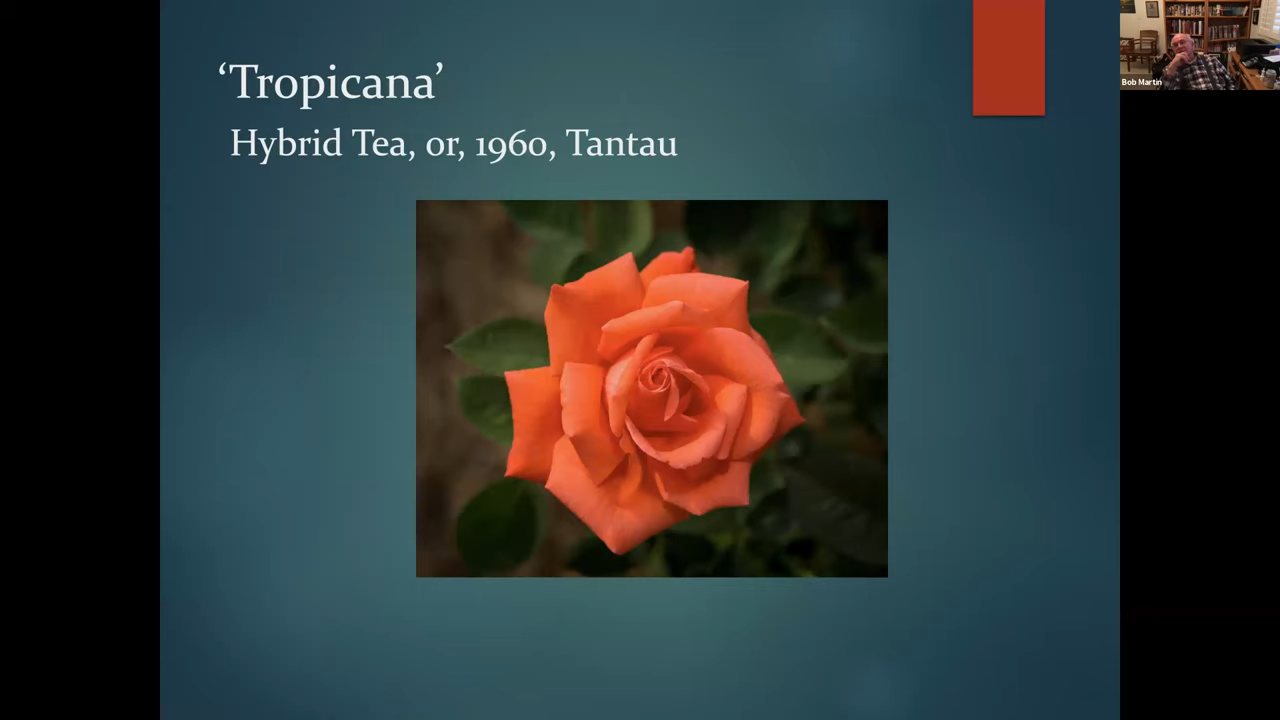 ‘Tropicana’
Hybrid Tea, or, 1960, Tantau
Bob Martin